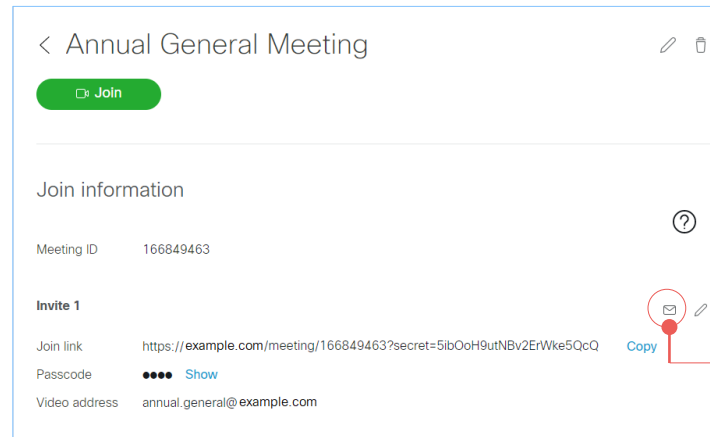 Annual General Meeting
Join
Join information
?
Meeting ID 166849463
Invite 1
Join link https://example.com/meeting/166849463?secret=5ibOoH9utNBv2ErWke5QcQ Copy
Passcode ●●●● Show
Video address annual.general@example.com